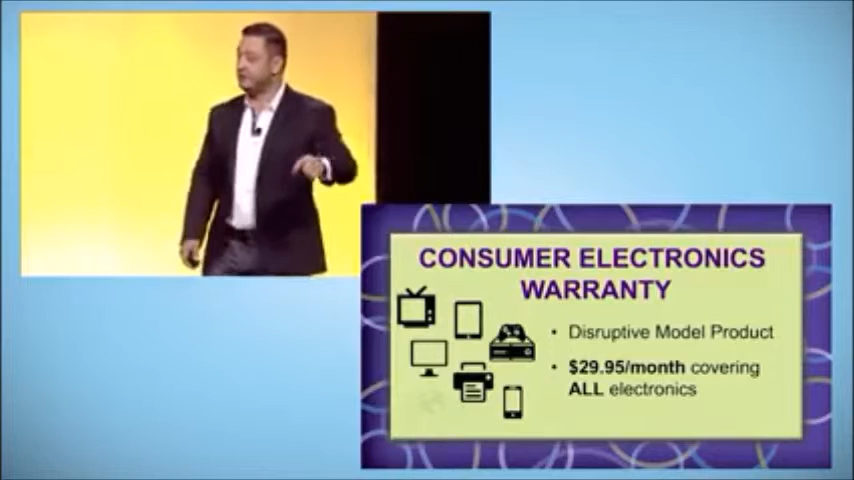 CONSUMER ELECTRONICS
WARRANTY
• Disruptive Model Product
• $29.95/month covering
ALL electronics